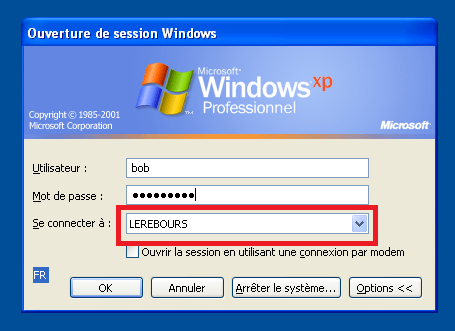 Ouverture de session Windows
Microsoft®
Windows xp
Professionnel
Copyright © 1985-2001
Microsoft Corporation
Microsoft®
Utilisateur :
bob
Mot de passe :
●●●●●●●●●
Se connecter à :
LEREBOURS
Ouvrir la session en utilisant une connexion par modem
FR
OK
Annuler
Arrêter le système...
Options <<